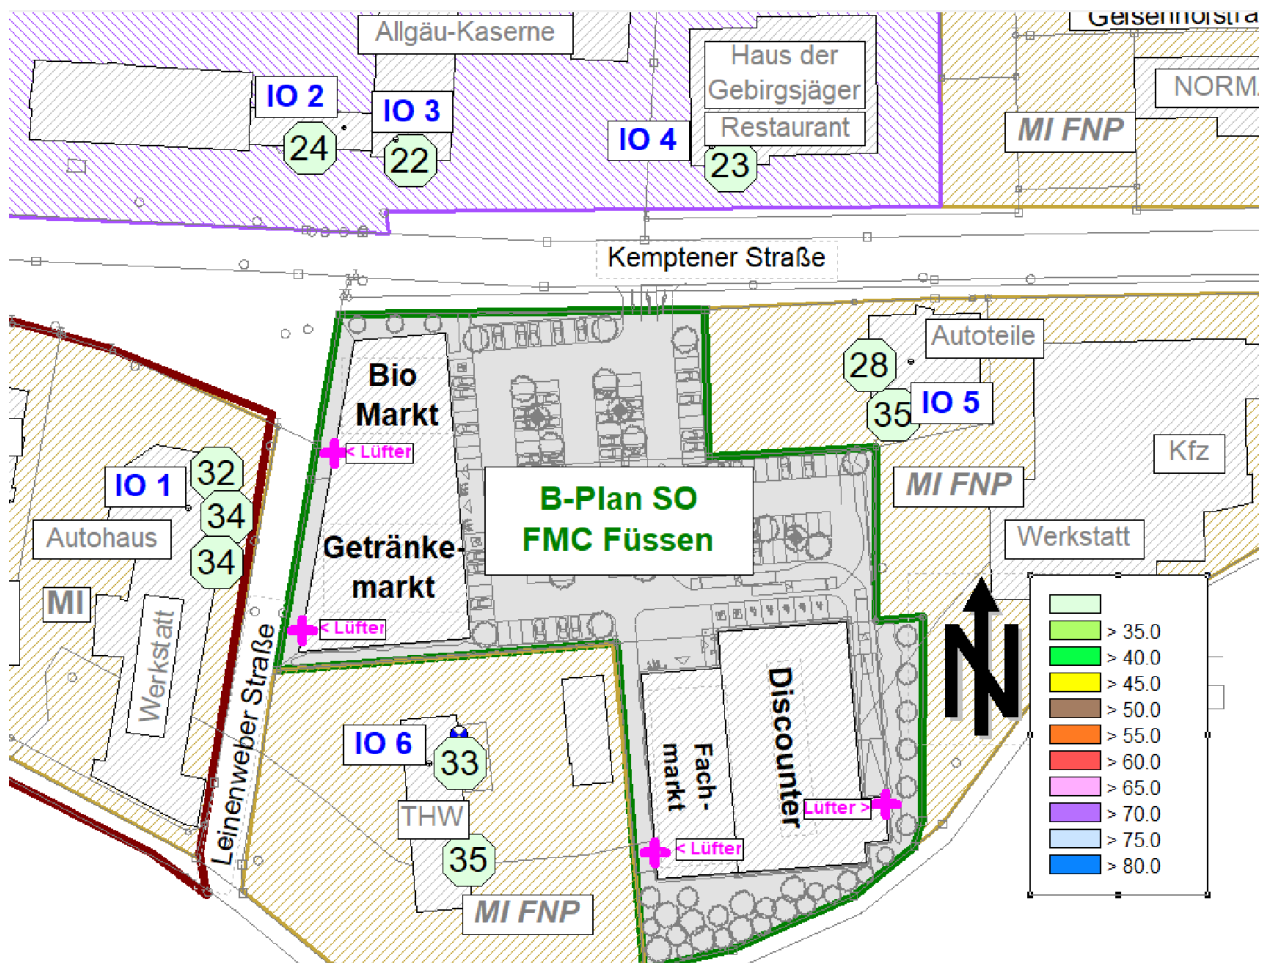 Allgäu-Kaserne
Haus der
Gebirgsjäger
Restaurant
NORM
IO 2
IO 3
IO 4
MI FNP
24
22
23
Kemptener Straße
Autoteile
28
35
IO 5
Bio
Markt
< Lüfter
Kfz
32
IO 1
34
34
Autohaus
MI
Werkstatt
B-Plan SO
FMC Füssen
MI FNP
Werkstatt
Getränke-
markt
< Lüfter
Leinenweber Straße
IO 6
33
THW
35
MI FNP
Fach-
markt
Discounter
Lüfter >
< Lüfter
N
> 35.0
> 40.0
> 45.0
> 50.0
> 55.0
> 60.0
> 65.0
> 70.0
> 75.0
> 80.0